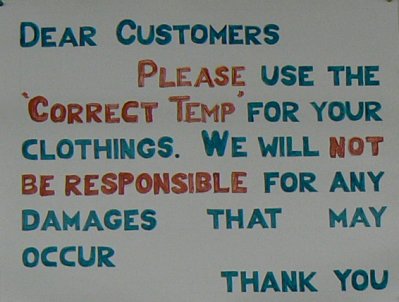 DEAR CUSTOMERS
PLEASE USE THE
'CORRECT TEMP' FOR YOUR
CLOTHINGS. WE WILL NOT
BE RESPONSIBLE FOR ANY
DAMAGES THAT MAY
OCCUR
THANK YOU